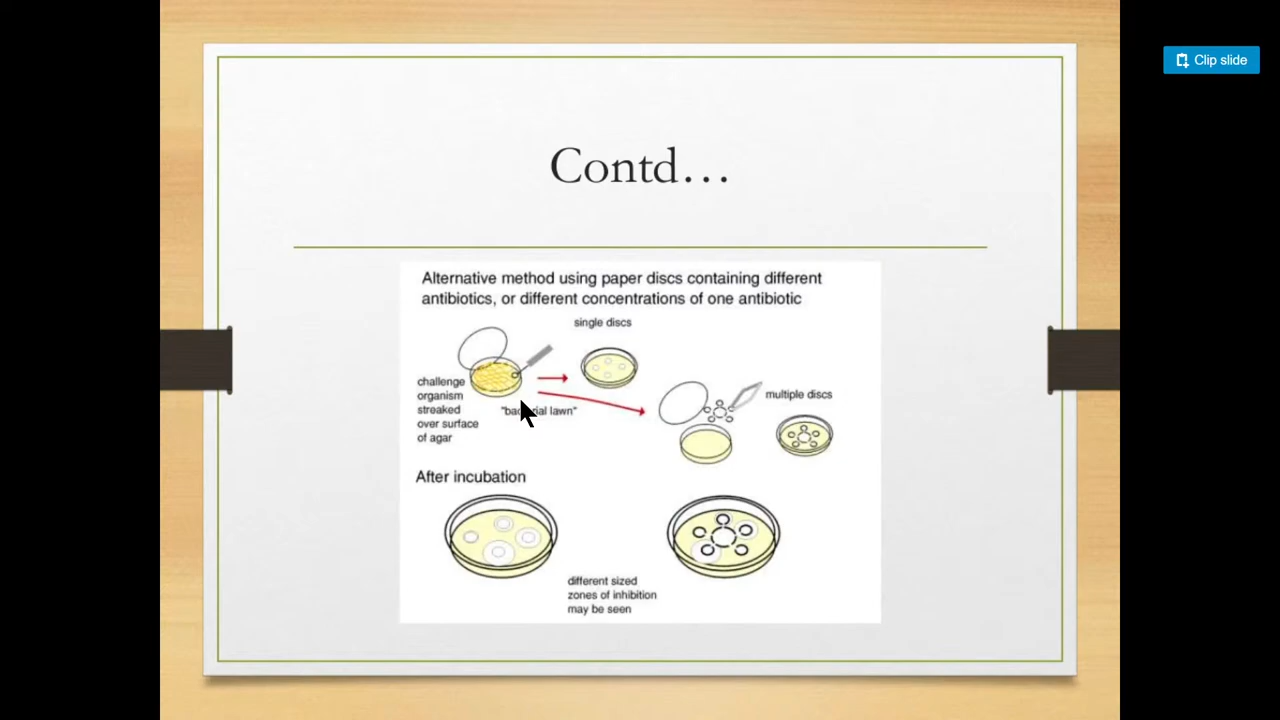 Clip slide
Contd…
Alternative method using paper discs containing different
antibiotics, or different concentrations of one antibiotic
single discs
challenge
organism
streaked
over surface
of agar
lawn"
multiple discs
After incubation
different sized
zones of inhibition
may be seen